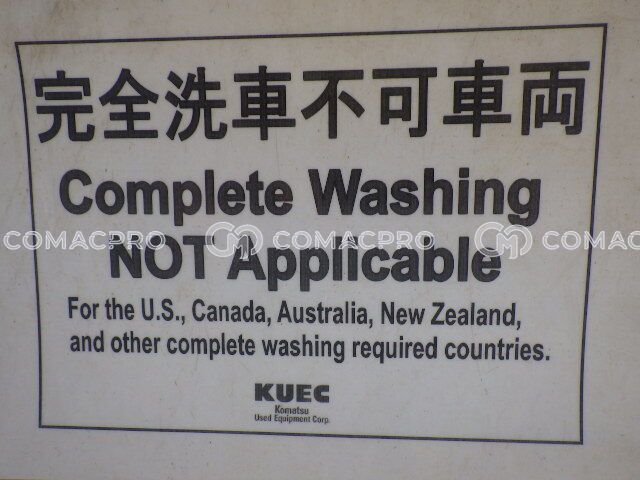 完全洗車不可車両
Complete Washing
NOT Applicable
COMACPRO COMACPRO COMACPRO
For the U.S., Canada, Australia, New Zealand,
and other complete washing required countries.
KUEC
Komatsu
Used Equipment Corp.